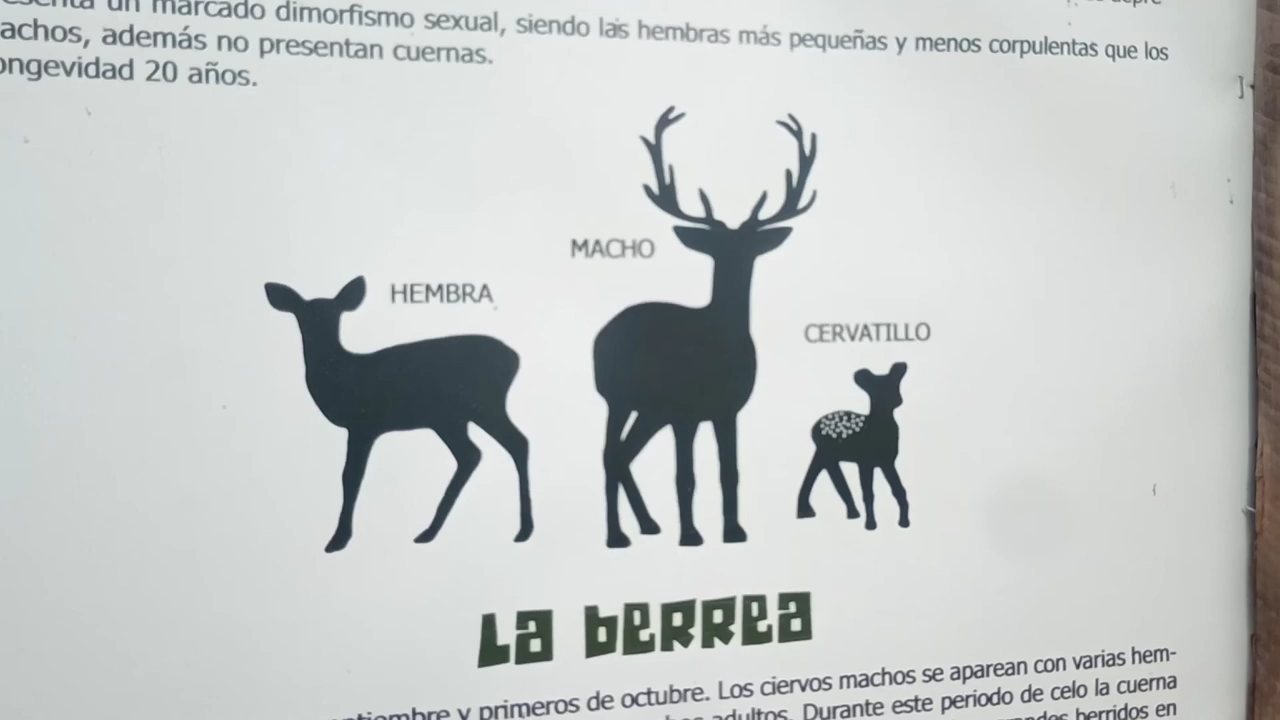 un marcado dimorfismo sexual, siendo las hembras más pequeñas y menos corpulentas que los
achos, además no presentan cuernas.
ongevidad 20 años.
MACHO
HEMBRA
CERVATILLO
La berrea
y primeros de octubre. Los ciervos machos se aparean con varias hem-
adultos. Durante este periodo de celo la cuerna
berridos en